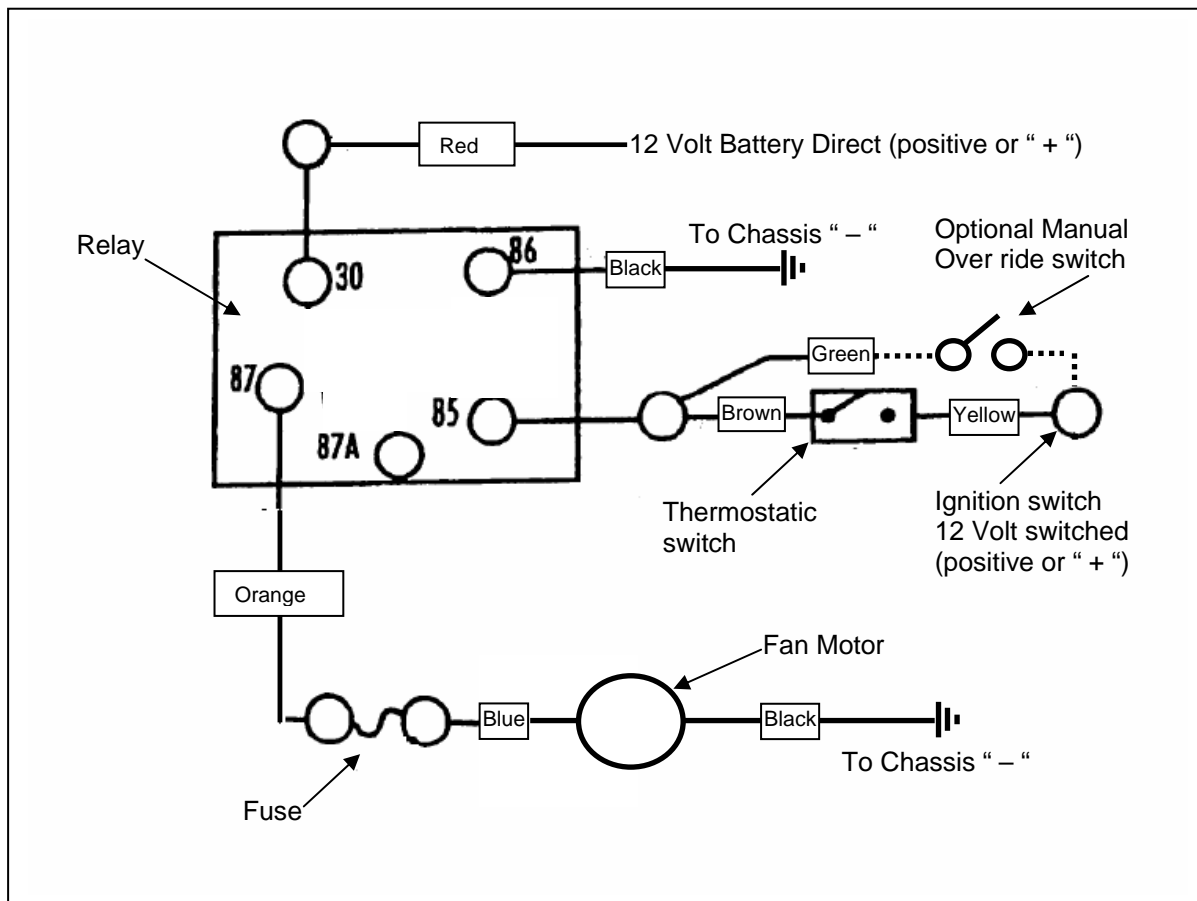 Red
12 Volt Battery Direct (positive or “ + “)
Relay
30
86
Black
To Chassis “ – “
Optional Manual
Over ride switch
87
87A
85
Green
Brown
Yellow
Thermostatic
switch
Ignition switch
12 Volt switched
(positive or “ + “)
Orange
Fuse
Blue
Fan Motor
Black
To Chassis “ – “